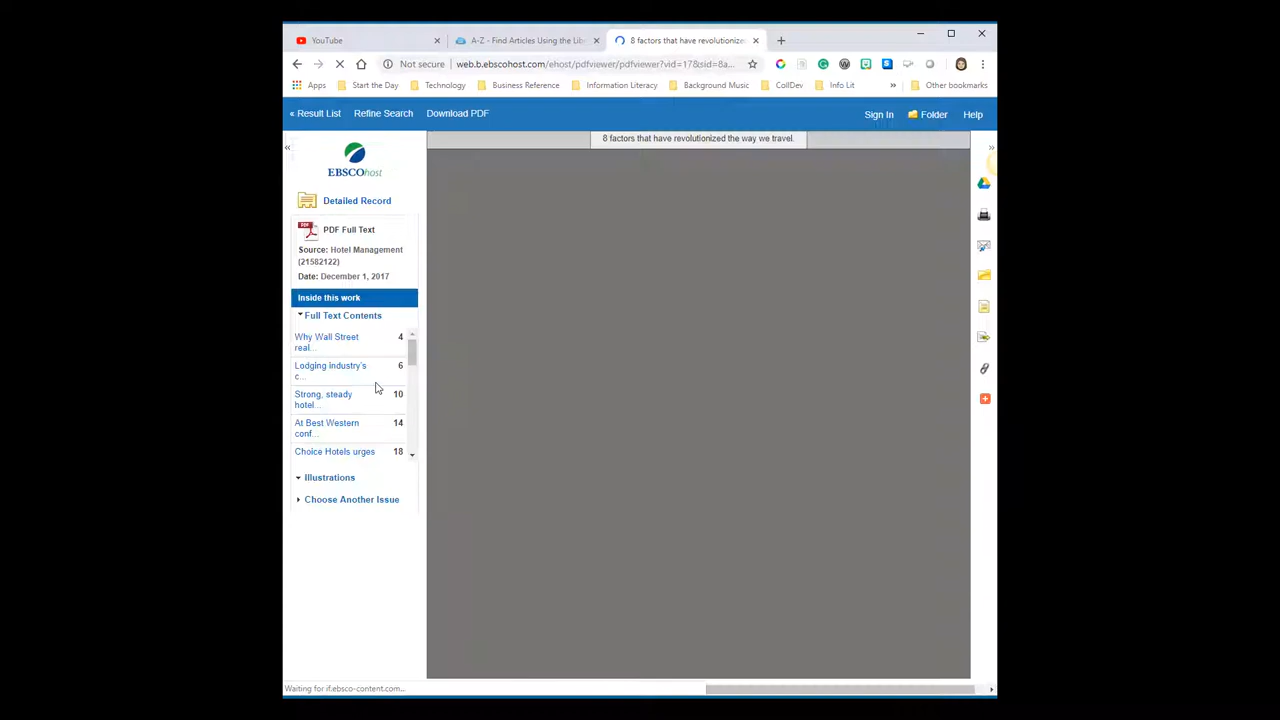 YouTube
A-Z - Find Articles Using the Lib
8 factors that have revolutionize
Not secure web.b.ebscohost.com/ehost/pdfviewer/pdfviewer?vid=17&sid=8a...
Apps Start the Day Technology Business Reference Information Literacy Background Music CollDev Info Lit » Other bookmarks
« Result List Refine Search Download PDF Sign In Folder Help
« 8 factors that have revolutionized the way we travel. »
EBSCOhost
Detailed Record
PDF Full Text
Source: Hotel Management
(21582122)
Date: December 1, 2017
Inside this work
Full Text Contents
Why Wall Street 4
real...
Lodging industry's 6
c...
Strong, steady 10
hotel...
At Best Western 14
conf...
Choice Hotels urges 18
Illustrations
Choose Another Issue
Waiting for if.ebsco-content.com...